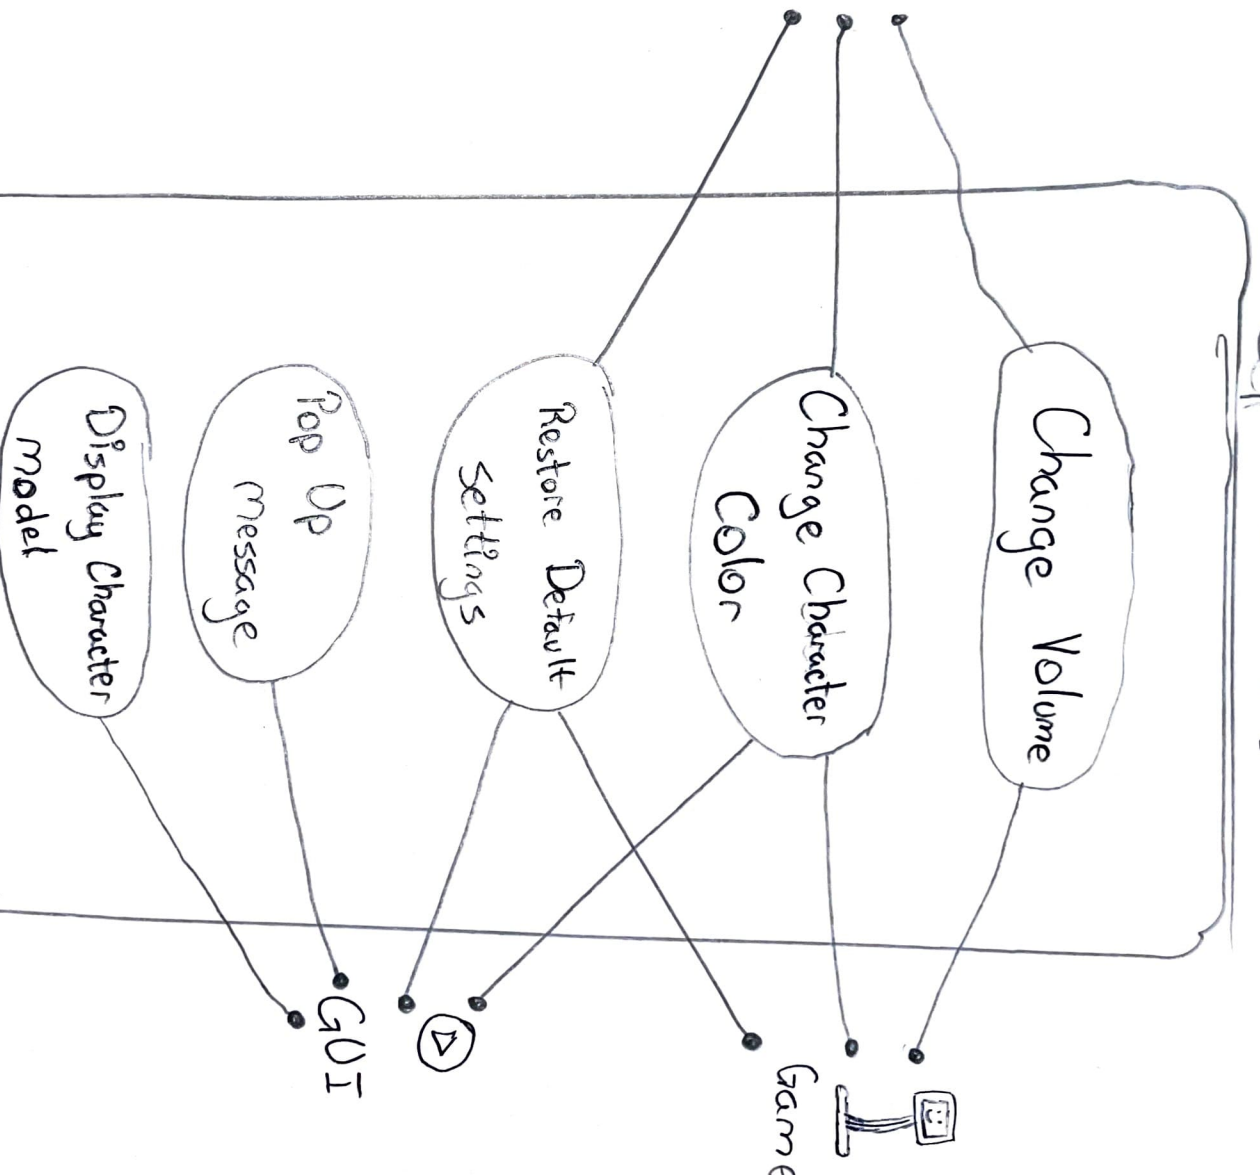 Change Volume
Change Character
Color
Restore Default
Settings
Pop Up
message
Display Character
model
Game
GUI